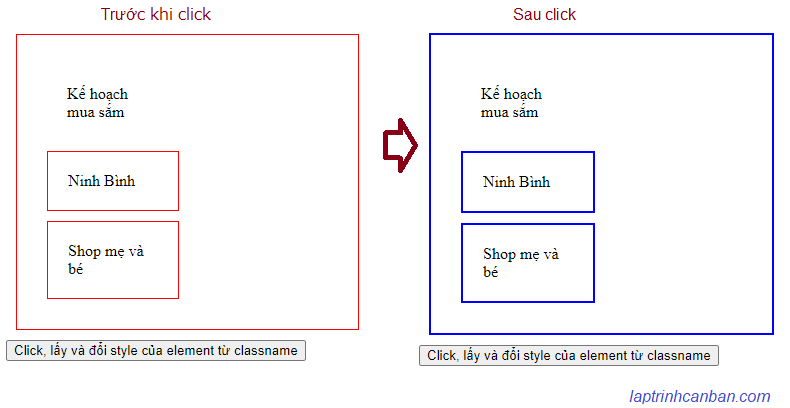 Trước khi click
Sau click
Kế hoạch
mua sắm
Ninh Bình
Shop mẹ và
bé
Click, lấy và đổi style của element từ classname
Kế hoạch
mua sắm
Ninh Bình
Shop mẹ và
bé
Click, lấy và đổi style của element từ classname
laptrinhcanban.com